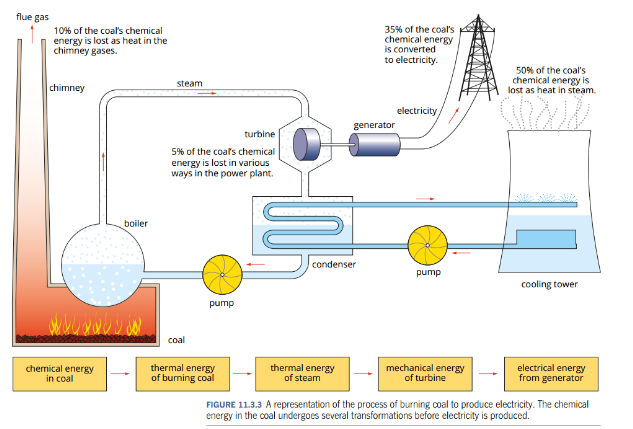 flue gas
10% of the coal's chemical
energy is lost as heat in the
chimney gases.
chimney
steam
35% of the coal's
chemical energy
is converted
to electricity.
50% of the coal's
chemical energy is
lost as heat in steam.
electricity
generator
turbine
5% of the coal's chemical
energy is lost in various
ways in the power plant.
boiler
condenser
pump
pump
cooling tower
coal
chemical energy
in coal
thermal energy
of burning coal
thermal energy
of steam
mechanical energy
of turbine
electrical energy
from generator
FIGURE 11.3.3 A representation of the process of burning coal to produce electricity. The chemical
energy in the coal undergoes several transformations before electricity is produced.